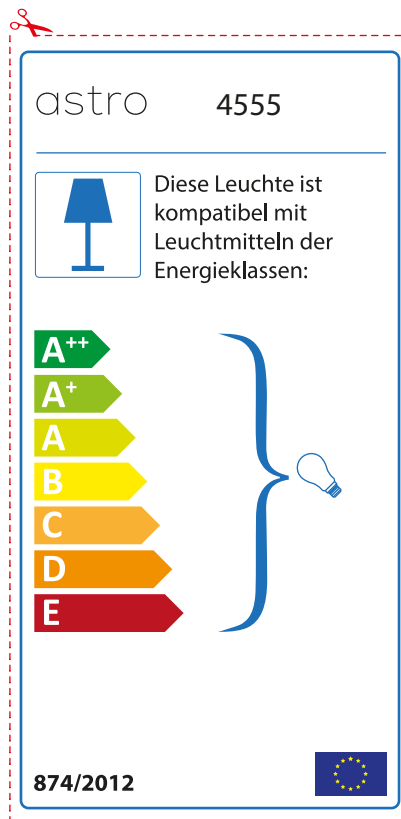 astro 4555
Diese Leuchte ist
kompatibel mit
Leuchtmitteln der
Energieklassen:
A++
A+
A
B
C
D
E
874/2012